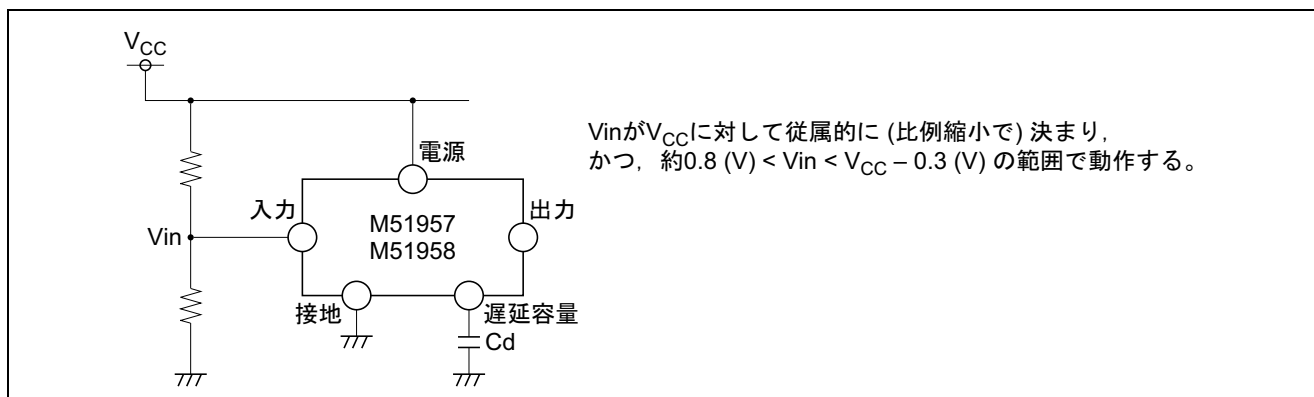 VCC
VinがVCCに対して従属的に (比例縮小で) 決まり，
かつ，約0.8 (V) < Vin < VCC – 0.3 (V) の範囲で動作する。
電源
入力
出力
M51957
M51958
Vin
接地
遅延容量
Cd